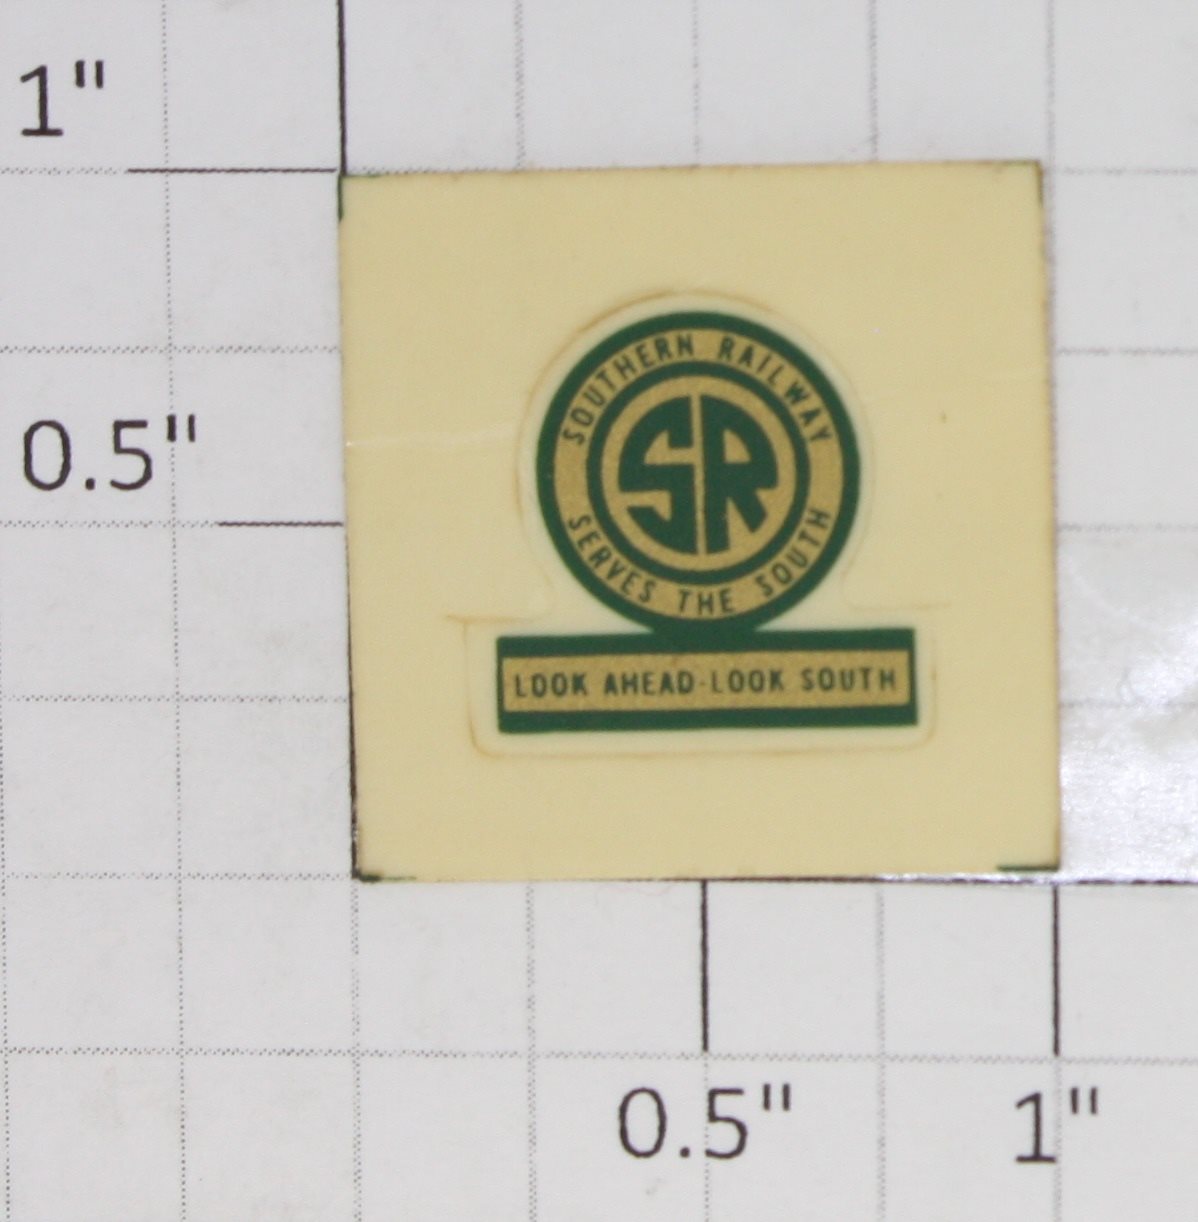 1"
0.5"
SOUTHERN RAILWAY
SR
SERVES THE SOUTH
LOOK AHEAD-LOOK SOUTH
0.5"
1"